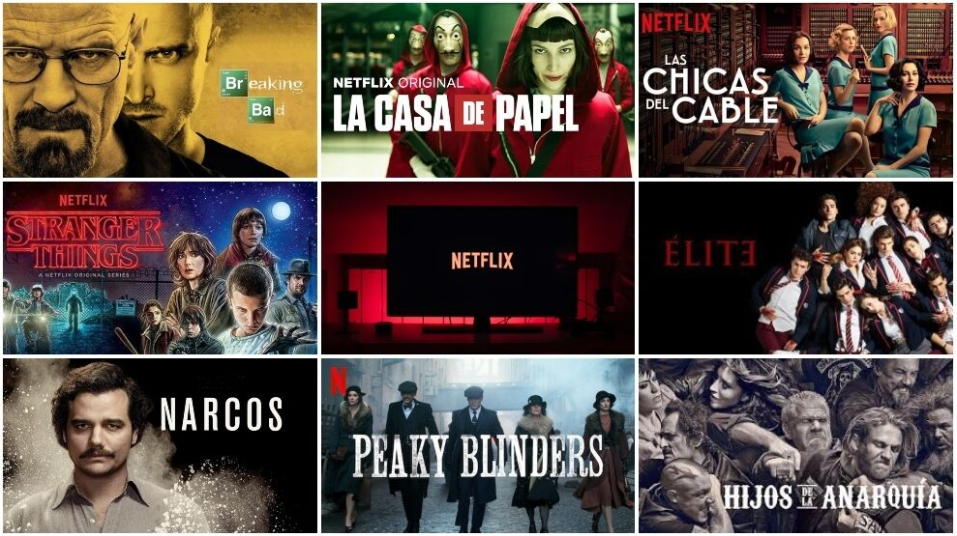 Breaking
Bad
NETFLIX ORIGINAL
LA CASA DE PAPEL
NETFLIX
LAS
CHICAS
DEL CABLE
NETFLIX
STRANGER
THINGS
A NETFLIX ORIGINAL SERIES
NETFLIX
ÉLITE
NARCOS
N
PEAKY BLINDERS
HIJOS DE LA ANARQUÍA